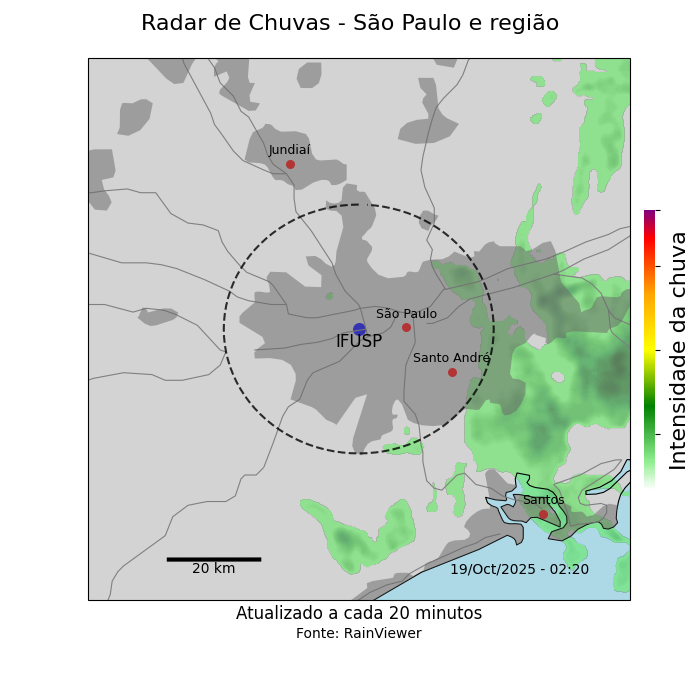 Radar de Chuvas - São Paulo e região
Jundiaí
São Paulo
IFUSP
Santo André
Santos
20 km
19/Oct/2025 - 02:20
Intensidade da chuva
Atualizado a cada 20 minutos
Fonte: RainViewer